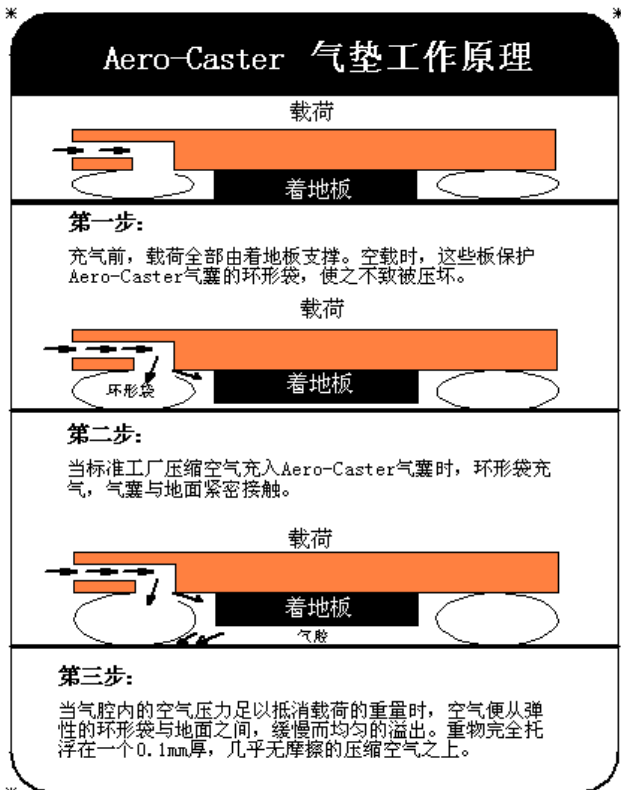 Aero-Caster 气垫工作原理
载荷
着地板
第一步：
充气前，载荷全部由着地板支撑。空载时，这些板保护
Aero-Caster气囊的环形袋，使之不致被压坏。
载荷
着地板
环形袋
第二步：
当标准工厂压缩空气充入Aero-Caster气囊时，环形袋充
气，气囊与地面紧密接触。
载荷
着地板
气腔
第三步：
当气腔内的空气压力足以抵消载荷的重量时，空气便从弹
性的环形袋与地面之间，缓慢而均匀的溢出。重物完全托
浮在一个0.1mm厚，几乎无摩擦的压缩空气之上。